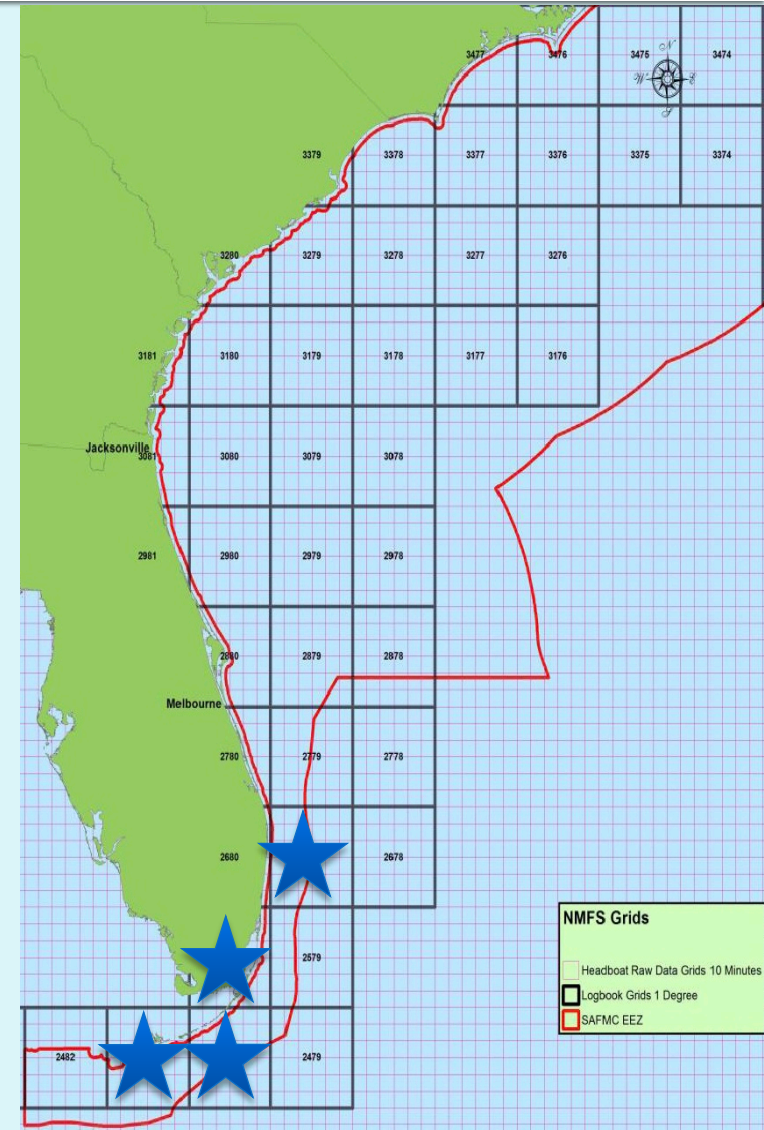 3477 3476 3475 3474
N
W E
S
3379 3378 3377 3376 3375 3374
3280 3279 3278 3277 3276
3181 3180 3179 3178 3177 3176
Jacksonville
3081 3080 3079 3078
2981 2980 2979 2978
2880 2879 2878
Melbourne
2780 2779 2778
2680 2678
NMFS Grids
2579
Headboat Raw Data Grids 10 Minutes
Logbook Grids 1 Degree
SAFMC EEZ
2482 2479